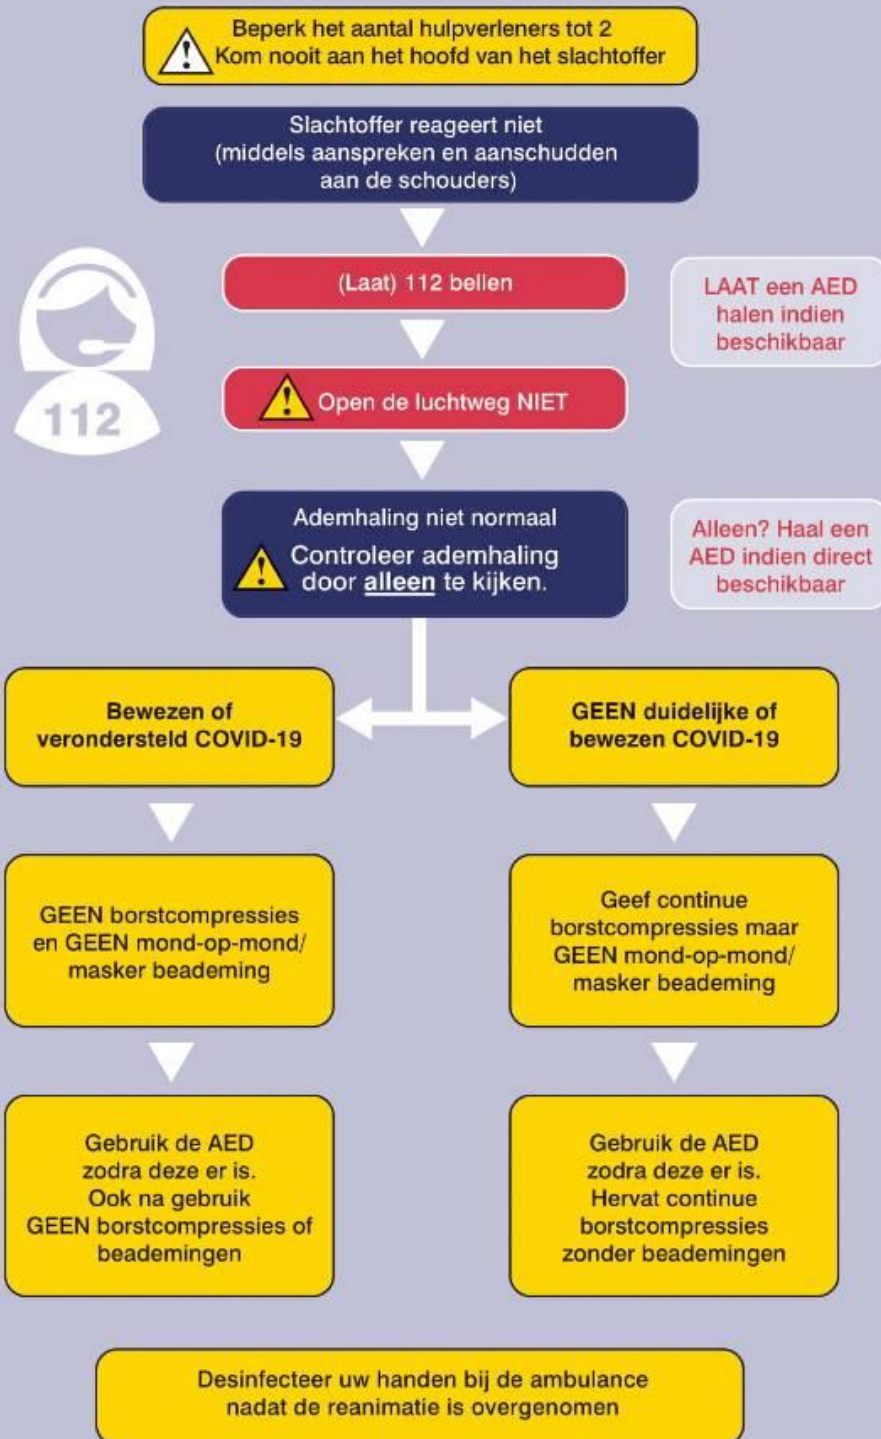 Beperk het aantal hulpverleners tot 2
Kom nooit aan het hoofd van het slachtoffer
Slachtoffer reageert niet
(middels aanspreken en aanschudden
aan de schouders)
(Laat) 112 bellen
LAAT een AED
halen indien
beschikbaar
112
Open de luchtweg NIET
Ademhaling niet normaal
Controleer ademhaling
door alleen te kijken.
Alleen? Haal een
AED indien direct
beschikbaar
Bewezen of
verondersteld COVID-19
GEEN duidelijke of
bewezen COVID-19
GEEN borstcompressies
en GEEN mond-op-mond/
masker beademing
Geef continue
borstcompressies maar
GEEN mond-op-mond/
masker beademing
Gebruik de AED
zodra deze er is.
Ook na gebruik
GEEN borstcompressies of
beademingen
Gebruik de AED
zodra deze er is.
Hervat continue
borstcompressies
zonder beademingen
Desinfecteer uw handen bij de ambulance
nadat de reanimatie is overgenomen